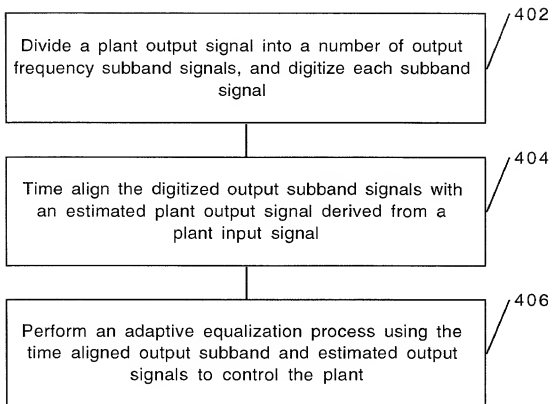 402
Divide a plant output signal into a number of output
frequency subband signals, and digitize each subband
signal
404
Time align the digitized output subband signals with
an estimated plant output signal derived from a
plant input signal
406
Perform an adaptive equalization process using the
time aligned output subband and estimated output
signals to control the plant